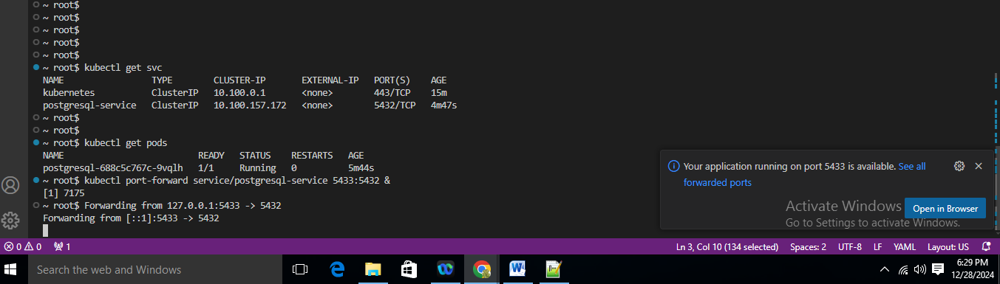 ~ root$
~ root$
~ root$
~ root$
~ root$
~ root$ kubectl get svc
NAME TYPE CLUSTER-IP EXTERNAL-IP PORT(S) AGE
kubernetes ClusterIP 10.100.0.1 <none> 443/TCP 15m
postgresql-service ClusterIP 10.100.157.172 <none> 5432/TCP 4m47s
~ root$
~ root$
~ root$ kubectl get pods
NAME READY STATUS RESTARTS AGE
postgresql-688c5c767c-9vqlh 1/1 Running 0 5m44s
~ root$ kubectl port-forward service/postgresql-service 5433:5432 &
[1] 7175
~ root$ Forwarding from 127.0.0.1:5433 -> 5432
Forwarding from [::1]:5433 -> 5432
Your application running on port 5433 is available. See all
forwarded ports
Activate Windows
Open in Browser
Go to Settings to activate Windows.
0 0 1 Ln 3, Col 10 (134 selected) Spaces: 2 UTF-8 LF YAML Layout: US
Search the web and Windows
6:29 PM
12/28/2024